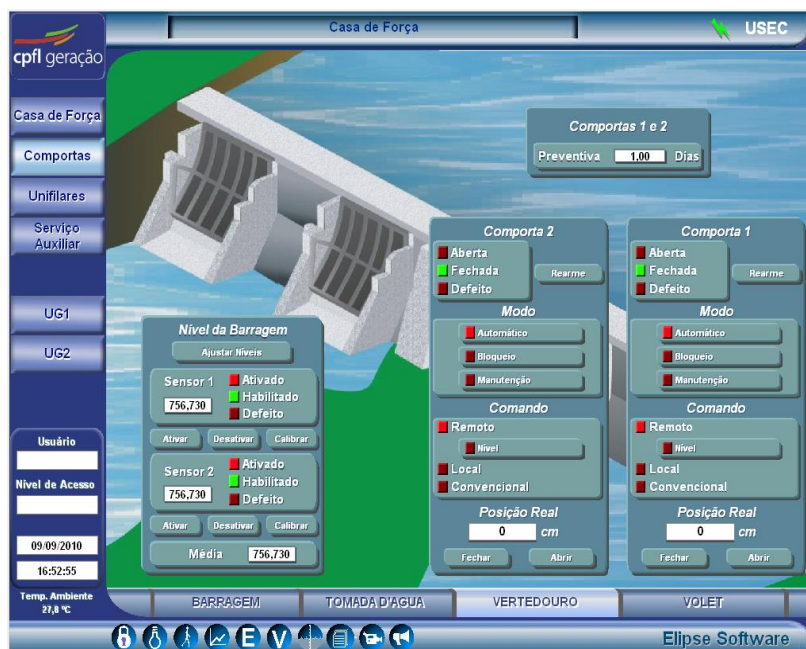 cpfl geração
Casa de Força
USEC
Casa de Força
Comportas
Unifilares
Serviço
Auxiliar
UG1
UG2
Usuário
Nível de Acesso
09/09/2010
16:52:55
Temp. Ambiente
27,8 ºC
Comportas 1 e 2
Preventiva 1,00 Dias
Nível da Barragem
Ajustar Níveis
Sensor 1
756,730
Ativado
Habilitado
Defeito
Ativar Desativar Calibrar
Sensor 2
756,730
Ativado
Habilitado
Defeito
Ativar Desativar Calibrar
Média 756,730
Comporta 2
Aberta
Fechada
Defeito
Rearme
Modo
Automático
Bloqueio
Manutenção
Comando
Remoto
Nível
Local
Convencional
Posição Real
0 cm
Fechar Abrir
Comporta 1
Aberta
Fechada
Defeito
Rearme
Modo
Automático
Bloqueio
Manutenção
Comando
Remoto
Nível
Local
Convencional
Posição Real
0 cm
Fechar Abrir
BARRAGEM TOMADA D'AGUA VERTEDOURO VOLET
E V
Elipse Software